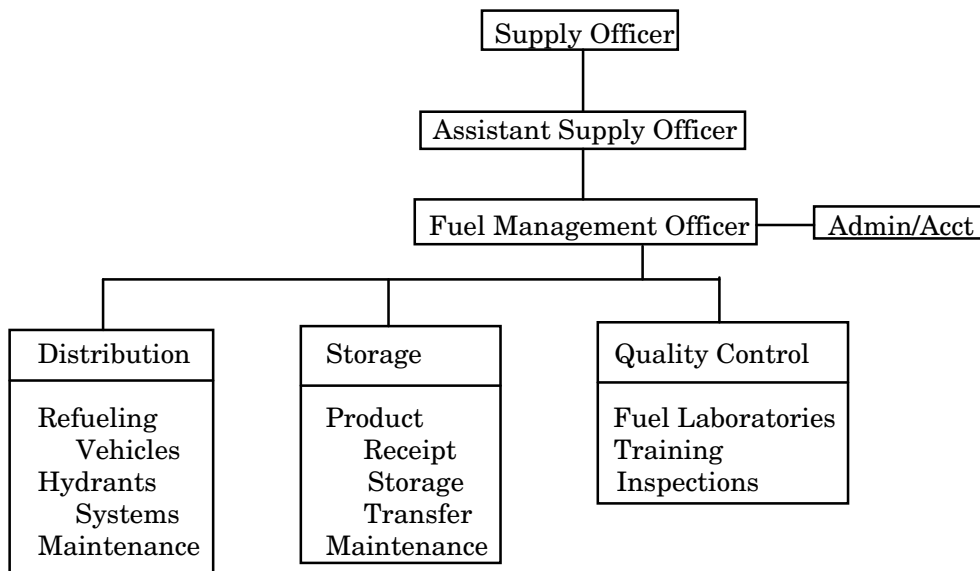 Supply Officer
Assistant Supply Officer
Fuel Management Officer
Admin/Acct
Distribution
Refueling
Vehicles
Hydrants
Systems
Maintenance
Storage
Product
Receipt
Storage
Transfer
Maintenance
Quality Control
Fuel Laboratories
Training
Inspections